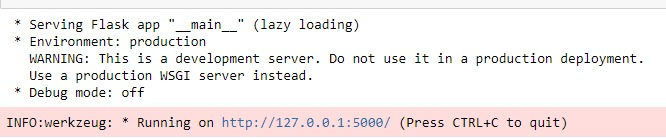 * Serving Flask app "__main__" (lazy loading)
* Environment: production
WARNING: This is a development server. Do not use it in a production deployment.
Use a production WSGI server instead.
* Debug mode: off
INFO:werkzeug: * Running on http://127.0.0.1:5000/ (Press CTRL+C to quit)